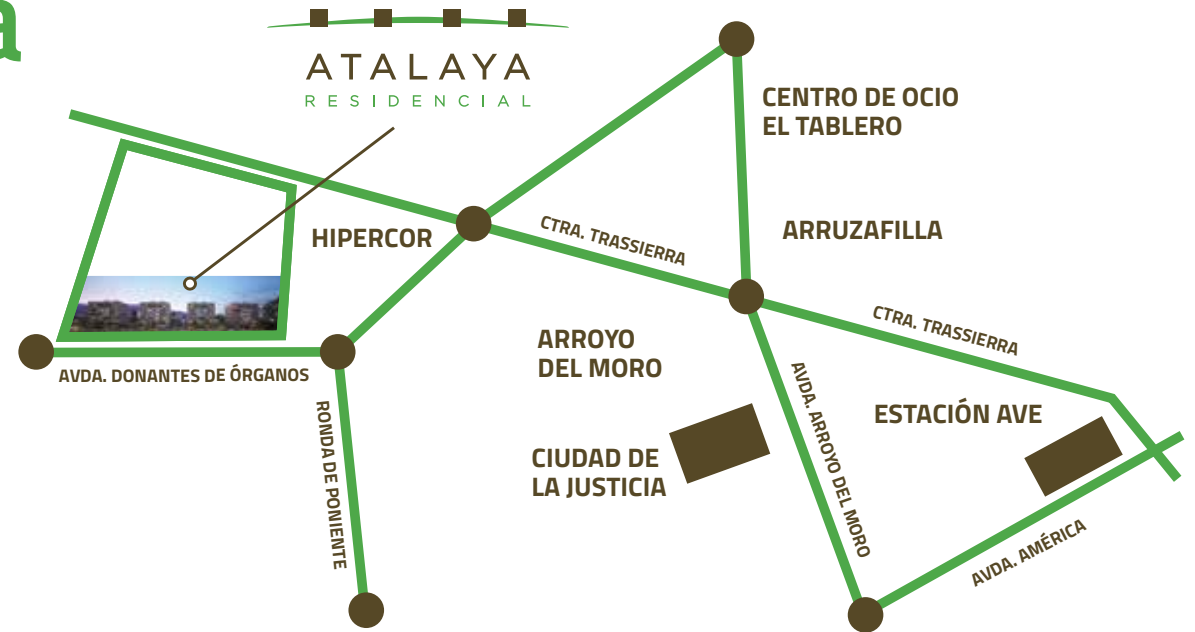 a
ATALAYA
RESIDENCIAL
CENTRO DE OCIO
EL TABLERO
HIPERCOR
CTRA. TRASSIERRA
ARRUZAFILLA
CTRA. TRASSIERRA
ARROYO
DEL MORO
AVDA. DONANTES DE ÓRGANOS
AVDA. ARROYO DEL MORO
ESTACIÓN AVE
RONDA DE PONIENTE
CIUDAD DE
LA JUSTICIA
AVDA. AMÉRICA